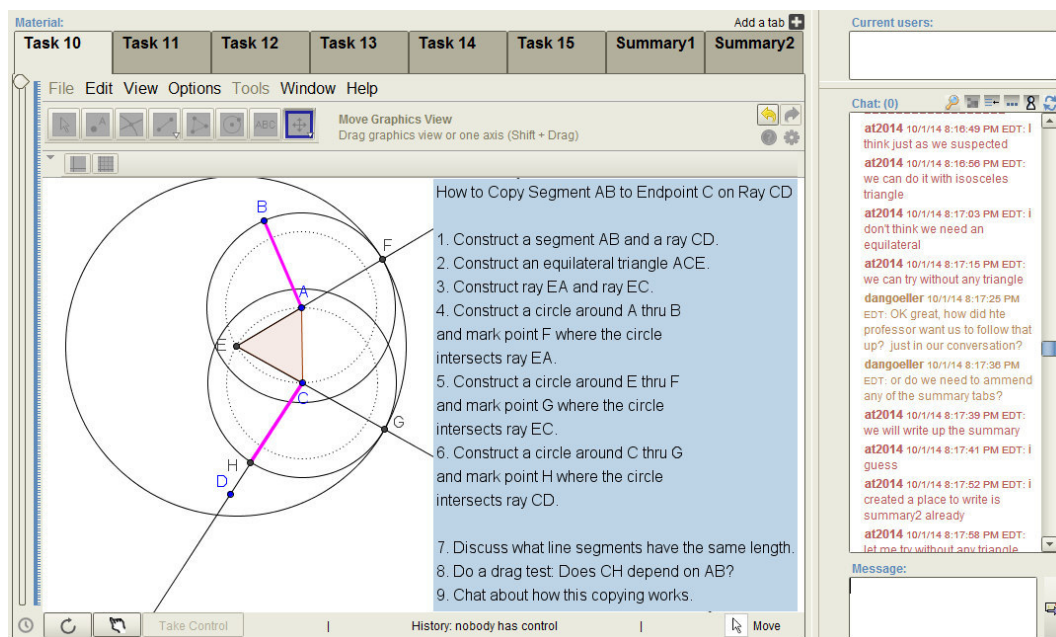 Material:
Add a tab
Task 10
Task 11
Task 12
Task 13
Task 14
Task 15
Summary1
Summary2
File Edit View Options Tools Window Help
ABC
Move Graphics View
Drag graphics view or one axis (Shift + Drag)
B
F
A
E
C
G
H
D
How to Copy Segment AB to Endpoint C on Ray CD
1. Construct a segment AB and a ray CD.
2. Construct an equilateral triangle ACE.
3. Construct ray EA and ray EC.
4. Construct a circle around A thru B
and mark point F where the circle
intersects ray EA.
5. Construct a circle around E thru F
and mark point G where the circle
intersects ray EC.
6. Construct a circle around C thru G
and mark point H where the circle
intersects ray CD.
7. Discuss what line segments have the same length.
8. Do a drag test: Does CH depend on AB?
9. Chat about how this copying works.
Take Control
History: nobody has control
Move
Current users:
Chat: (0)
at2014 10/1/14 8:16:49 PM EDT: I
think just as we suspected
at2014 10/1/14 8:16:56 PM EDT:
we can do it with isosceles
triangle
at2014 10/1/14 8:17:03 PM EDT: i
don't think we need an
equilateral
at2014 10/1/14 8:17:15 PM EDT:
we can try without any triangle
dangoeller 10/1/14 8:17:25 PM
EDT: OK great, how did hte
professor want us to follow that
up? just in our conversation?
dangoeller 10/1/14 8:17:36 PM
EDT: or do we need to ammend
any of the summary tabs?
at2014 10/1/14 8:17:39 PM EDT:
we will write up the summary
at2014 10/1/14 8:17:41 PM EDT: i
guess
at2014 10/1/14 8:17:52 PM EDT: i
created a place to write is
summary2 already
at2014 10/1/14 8:17:58 PM EDT:
let me try without any triangle
Message: